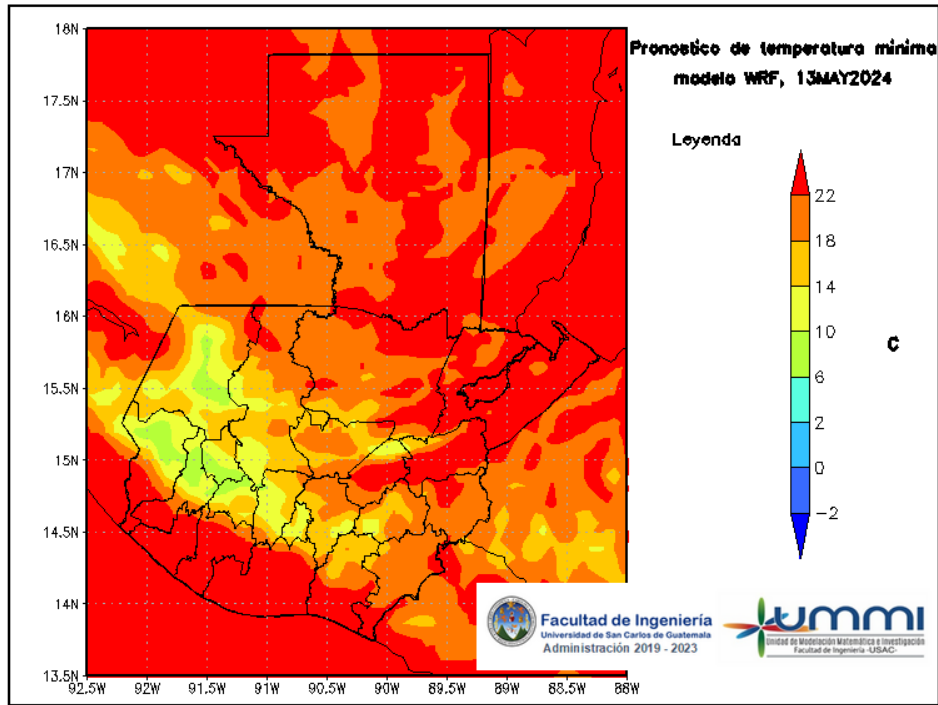 Pronostico de temperatura minima
modelo WRF, 13MAY2024
Leyenda
22
18
14
10
6
2
0
−2
C
18N
17.5N
17N
16.5N
16N
15.5N
15N
14.5N
14N
13.5N
92.5W 92W 91.5W 91W 90.5W 90W 89.5W 89W 88.5W 88W
Facultad de Ingeniería
Universidad de San Carlos de Guatemala
Administración 2019 - 2023
ummi
Unidad de Modelación Matemática e Investigación
Facultad de Ingeniería -USAC-